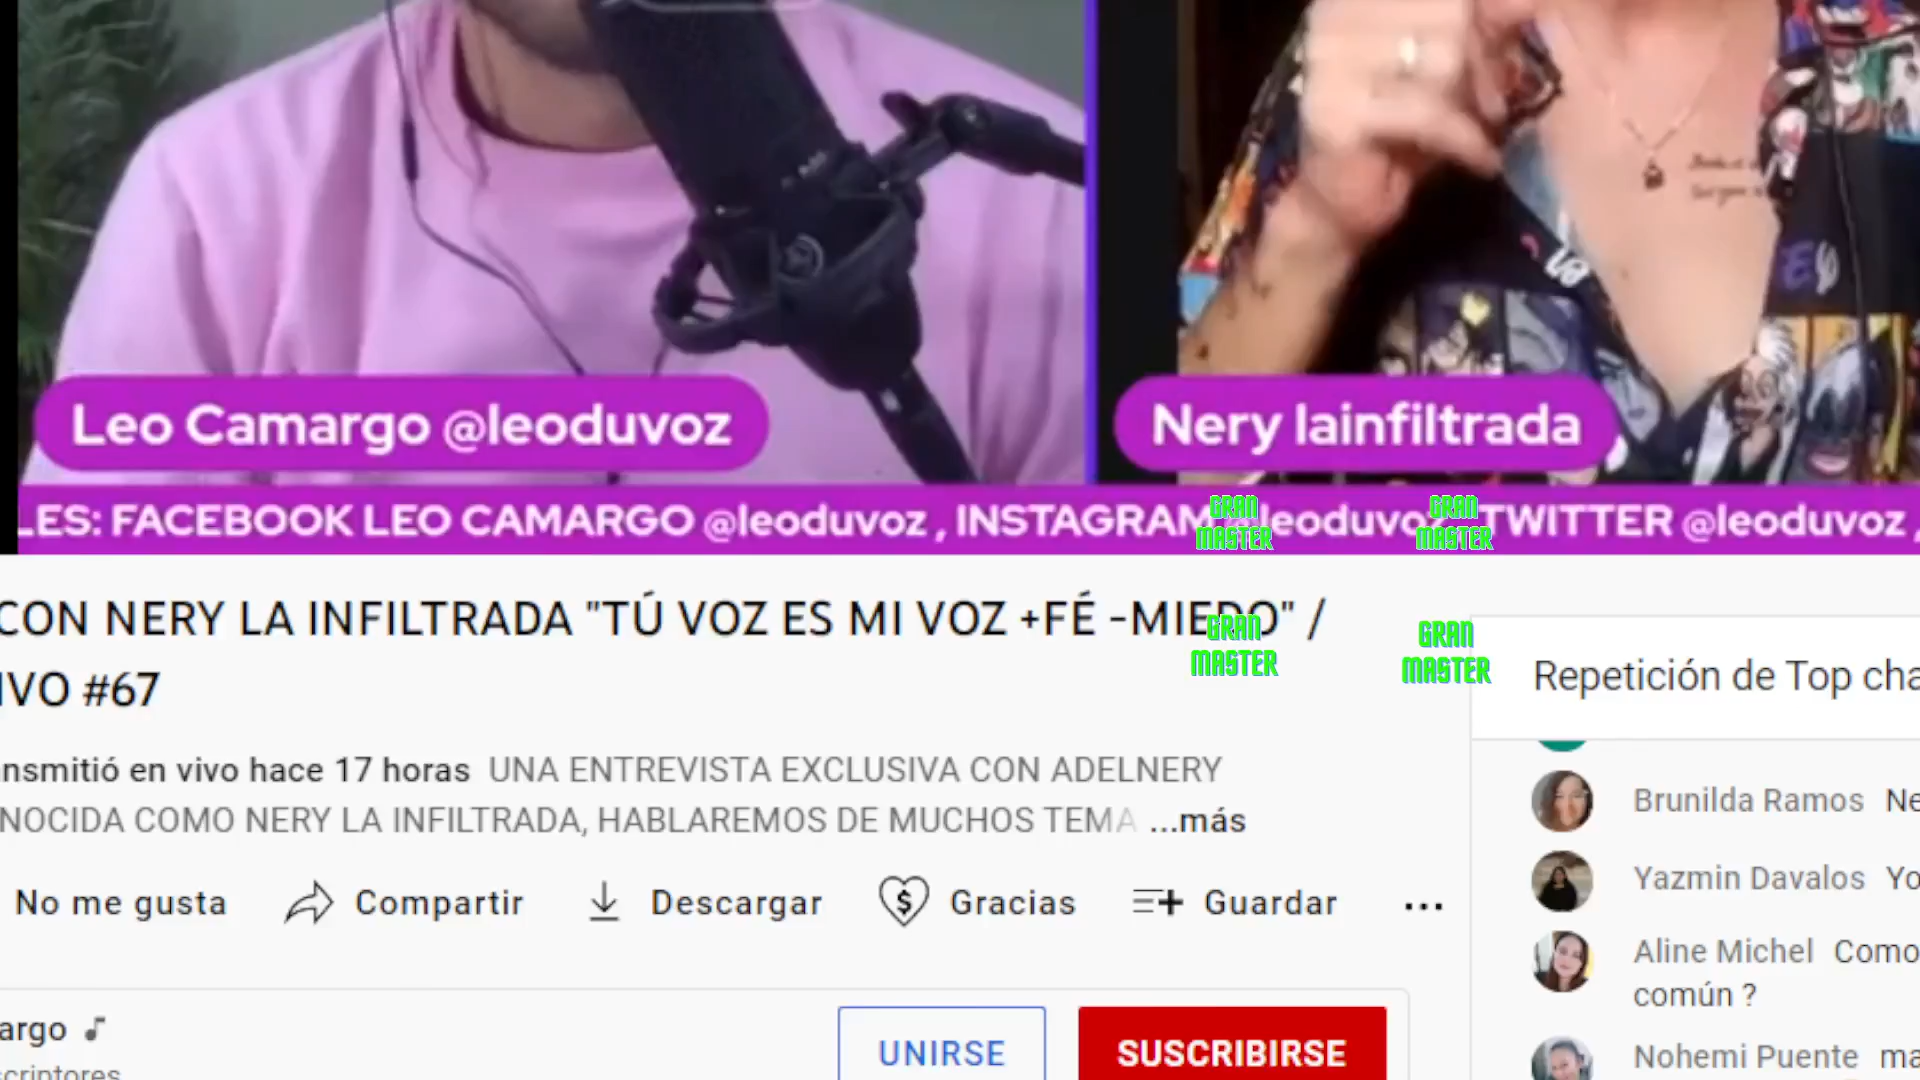 Leo Camargo @leoduvoz
Nery lainfiltrada
LES: FACEBOOK LEO CAMARGO @leoduvoz , INSTAGRAM @leoduvoz, TWITTER @leoduvoz ,
GRAN
MASTER
GRAN
MASTER
CON NERY LA INFILTRADA "TÚ VOZ ES MI VOZ +FÉ -MIEDO" /
IVO #67
GRAN
MASTER
GRAN
MASTER
Repetición de Top cha
nsmitió en vivo hace 17 horas UNA ENTREVISTA EXCLUSIVA CON ADELNERY
NOCIDA COMO NERY LA INFILTRADA, HABLAREMOS DE MUCHOS TEMA ...más
No me gusta Compartir Descargar Gracias Guardar ...
Brunilda Ramos Ne
Yazmin Davalos Yo
Aline Michel Como
común ?
Nohemi Puente ma
argo
UNIRSE
SUSCRIBIRSE
scriptores